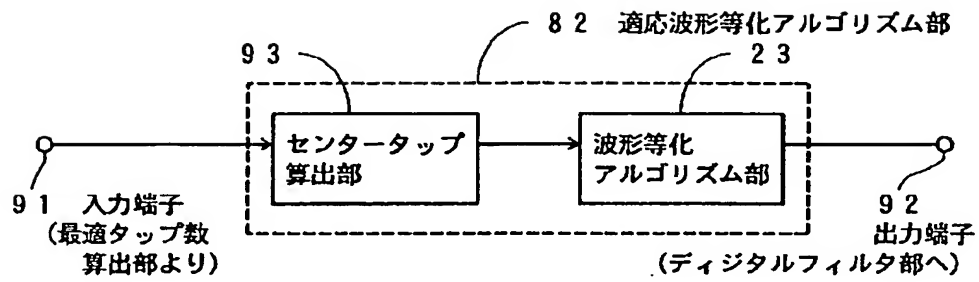 82 適応波形等化アルゴリズム部
93
23
センタータップ
算出部
波形等化
アルゴリズム部
91 入力端子
(最適タップ数
算出部より)
92
出力端子
(ディジタルフィルタ部へ)